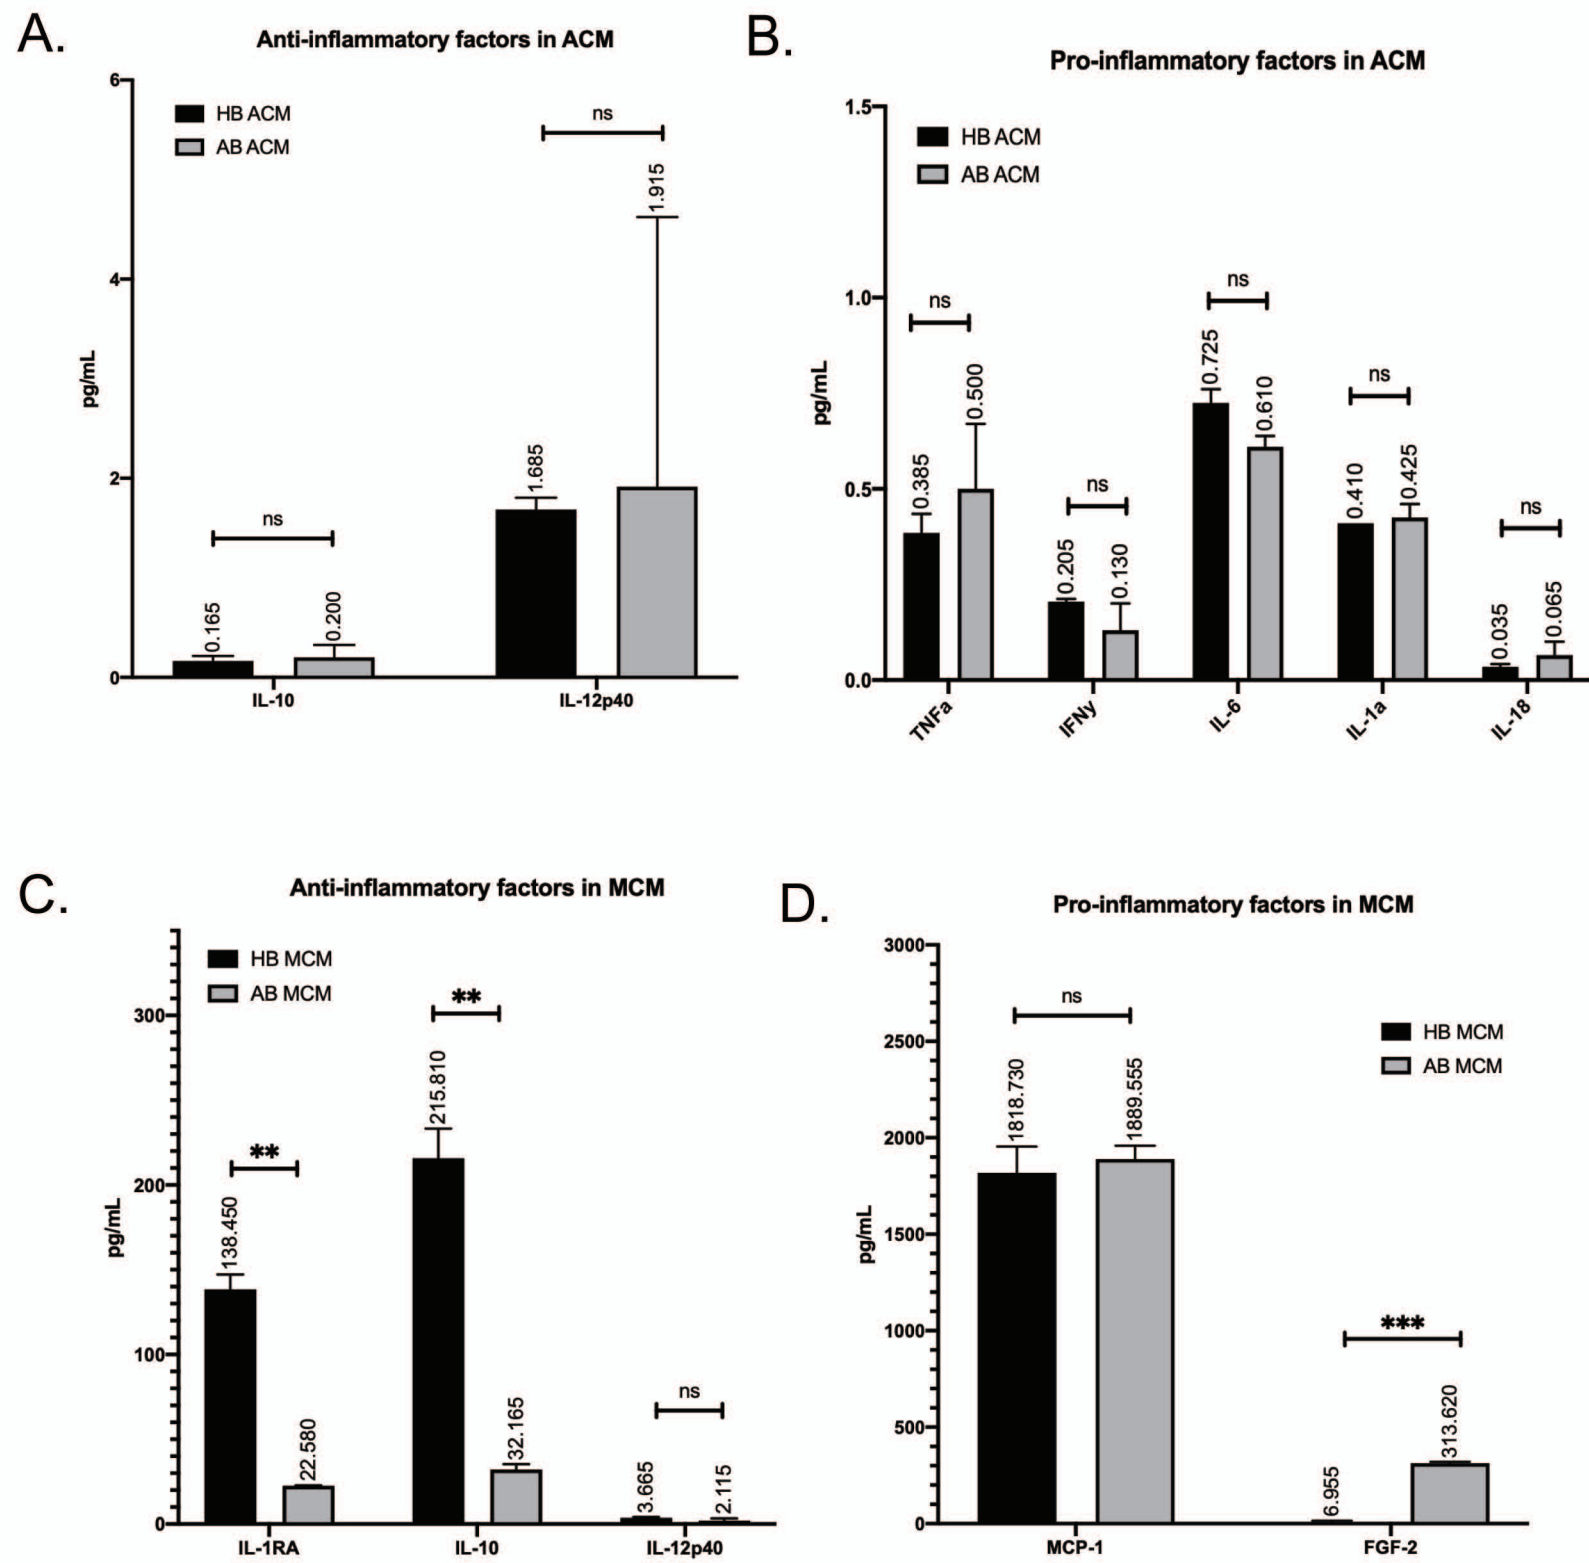 A.
Anti-inflammatory factors in ACM
HB ACM
AB ACM
pg/mL
6
4
2
0
ns
ns
0.165
0.200
1.685
1.915
IL-10
IL-12p40
B.
Pro-inflammatory factors in ACM
HB ACM
AB ACM
pg/mL
1.5
1.0
0.5
0.0
ns
ns
ns
ns
ns
0.385
0.500
0.205
0.130
0.725
0.610
0.410
0.425
0.035
0.065
TNFa
IFNy
IL-6
IL-1a
IL-18
C.
Anti-inflammatory factors in MCM
HB MCM
AB MCM
pg/mL
300
200
100
0
**
**
ns
138.450
22.580
215.810
32.165
3.665
2.115
IL-1RA
IL-10
IL-12p40
D.
Pro-inflammatory factors in MCM
HB MCM
AB MCM
pg/mL
3000
2500
2000
1500
1000
500
0
ns
***
1818.730
1889.555
6.955
313.620
MCP-1
FGF-2